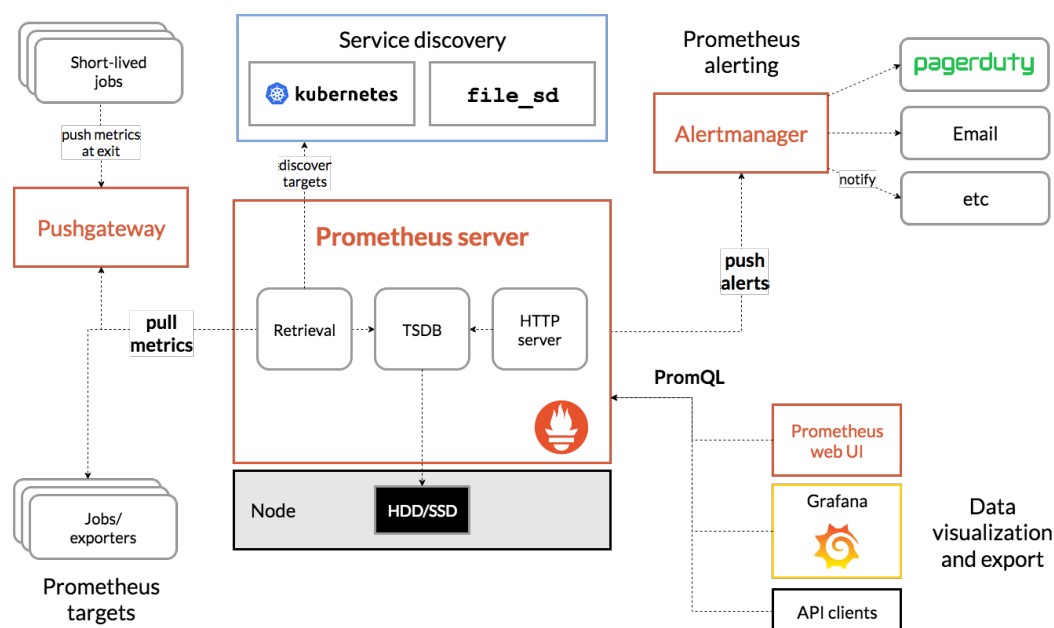 Short-lived
jobs
push metrics
at exit
Pushgateway
pull
metrics
Jobs/
exporters
Prometheus
targets
Service discovery
kubernetes
file_sd
discover
targets
Prometheus server
Retrieval
TSDB
HTTP
server
Node
HDD/SSD
Prometheus
alerting
Alertmanager
pagerduty
Email
notify
etc
push
alerts
PromQL
Prometheus
web UI
Grafana
API clients
Data
visualization
and export